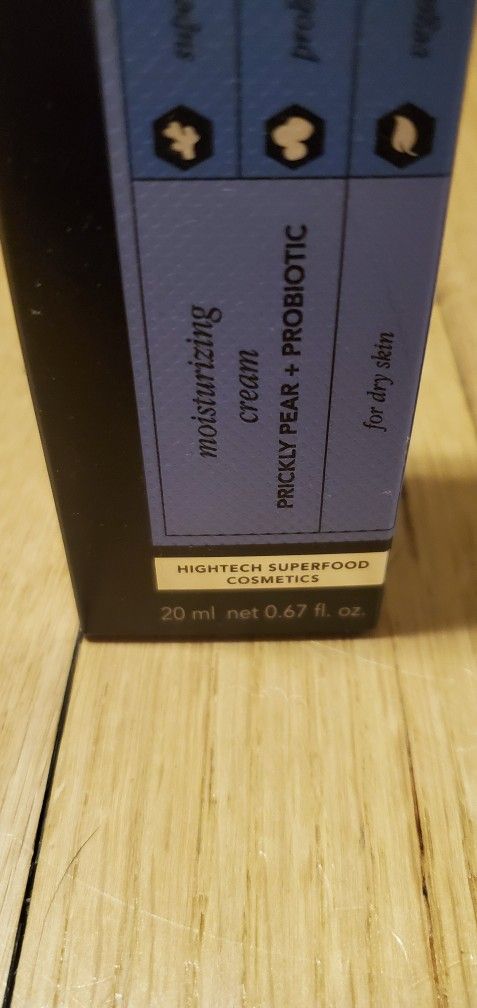 moisturizing
cream
PRICKLY PEAR + PROBIOTIC
for dry skin
HIGHTECH SUPERFOOD
COSMETICS
20 ml net 0.67 fl. oz.